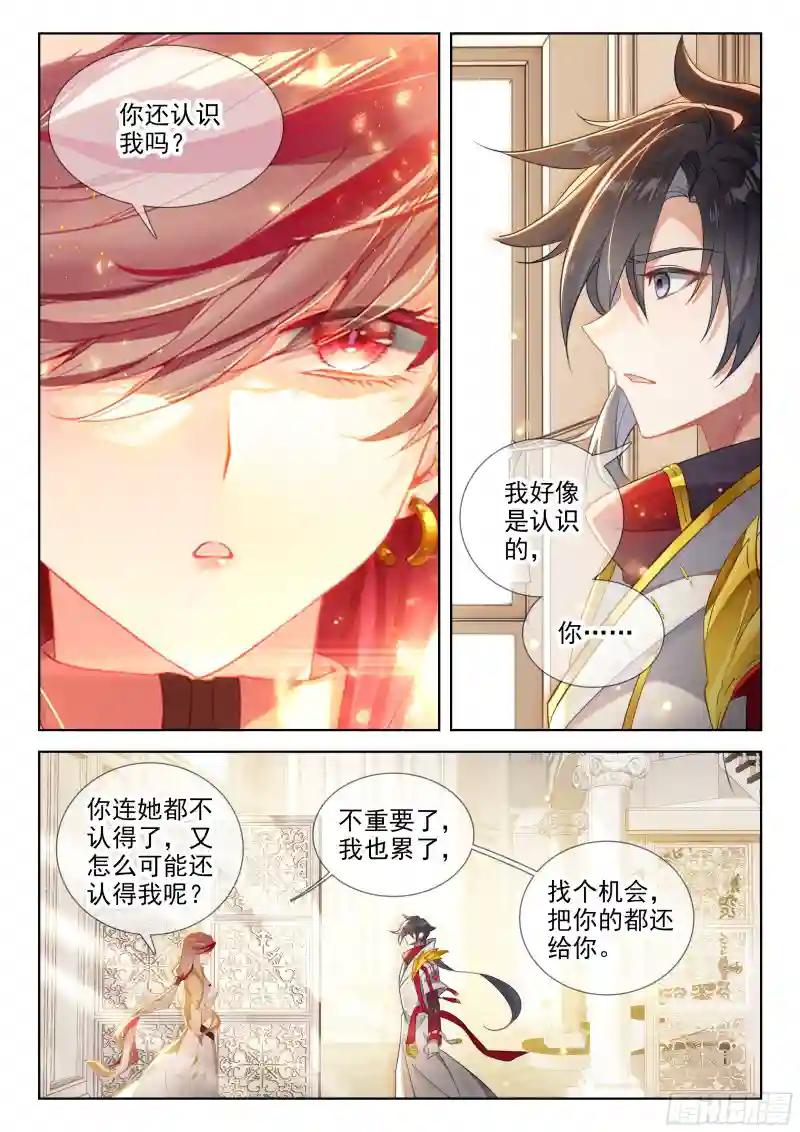 你还认识
我吗？
我好像
是认识
的，
你……
你连她都不
认得了，又
怎么可能还
认得我呢？
不重要了，
我也累了，
找个机会，
把你的都还
给你。